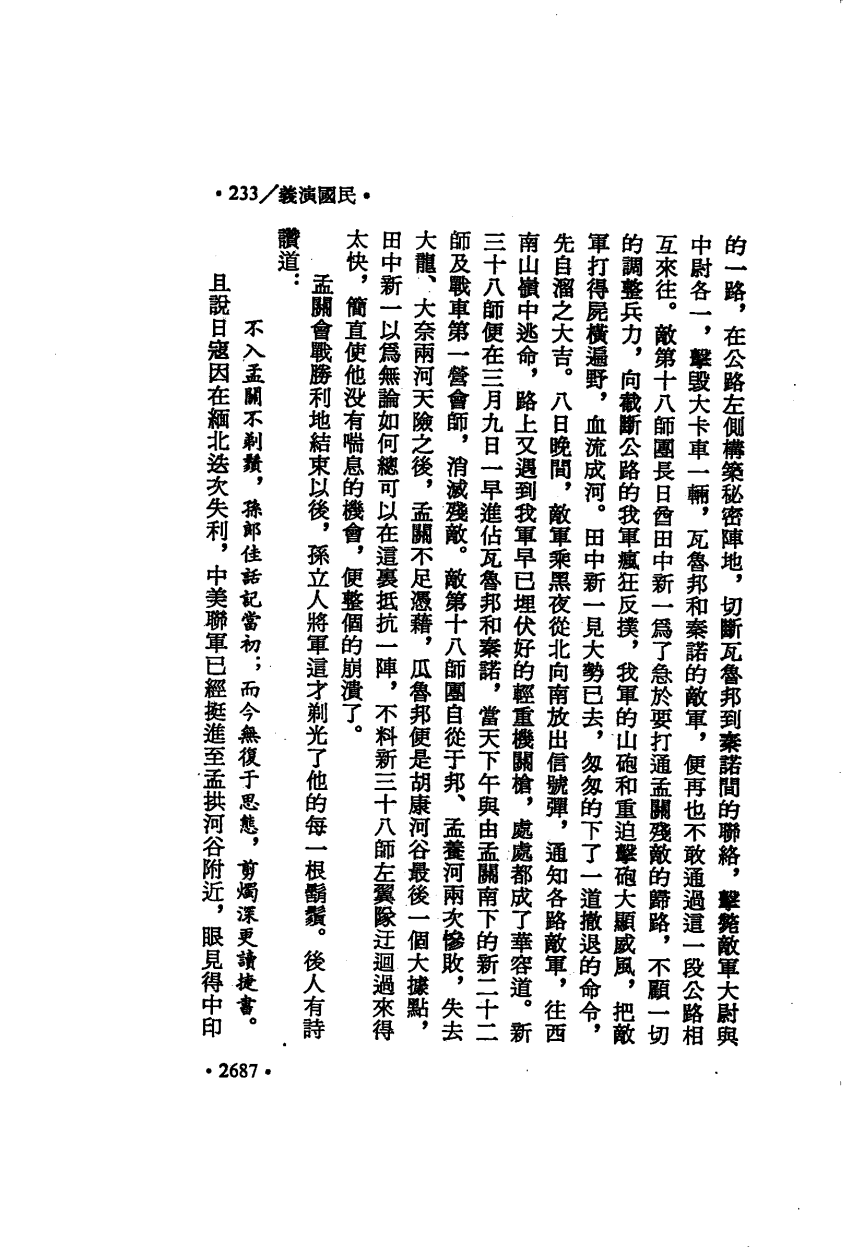 •233／義演國民•
的一路，在公路左側構築秘密陣地，切斷瓦魯邦到秦諾間的聯絡，擊斃敵軍大尉與
中尉各一，擊毀大卡車一輛，瓦魯邦和秦諾的敵軍，便再也不敢通過這一段公路相
互來往。敵第十八師團長日酋田中新一爲了急於要打通孟關殘敵的歸路，不顧一切
的調整兵力，向截斷公路的我軍瘋狂反撲，我軍的山砲和重迫擊砲大顯威風，把敵
軍打得屍橫遍野，血流成河。田中新一見大勢已去，匆匆的下了一道撤退的命令，
先自溜之大吉。八日晚間，敵軍乘黑夜從北向南放出信號彈，通知各路敵軍，往西
南山嶺中逃命，路上又遇到我軍早已埋伏好的輕重機關槍，處處都成了華容道。新
三十八師便在三月九日一早進佔瓦魯邦和秦諾，當天下午與由孟關南下的新二十二
師及戰車第一營會師，消滅殘敵。敵第十八師團自從于邦、孟養河兩次慘敗，失去
大龍、大奈兩河天險之後，孟關不足憑藉，瓜魯邦便是胡康河谷最後一個大據點，
田中新一以爲無論如何總可以在這裏抵抗一陣，不料新三十八師左翼隊迂迴過來得
太快，簡直使他没有喘息的機會，便整個的崩潰了。
孟關會戰勝利地結束以後，孫立人將軍這才剃光了他的每一根鬍鬚。後人有詩
讚道：
不入孟關不剃鬚，孫郎佳話記當初；而今無復于思態，剪燭深更讀捷書。
且說日寇因在緬北迭次失利，中美聯軍已經挺進至孟拱河谷附近，眼見得中印
•2687•